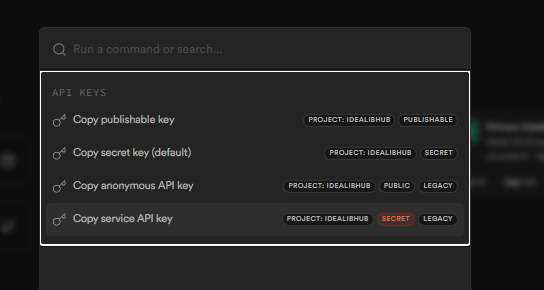 Run a command or search...
API KEYS
Copy publishable key PROJECT: IDEALIBHUB PUBLISHABLE
Copy secret key (default) PROJECT: IDEALIBHUB SECRET
Copy anonymous API key PROJECT: IDEALIBHUB PUBLIC LEGACY
Copy service API key PROJECT: IDEALIBHUB SECRET LEGACY